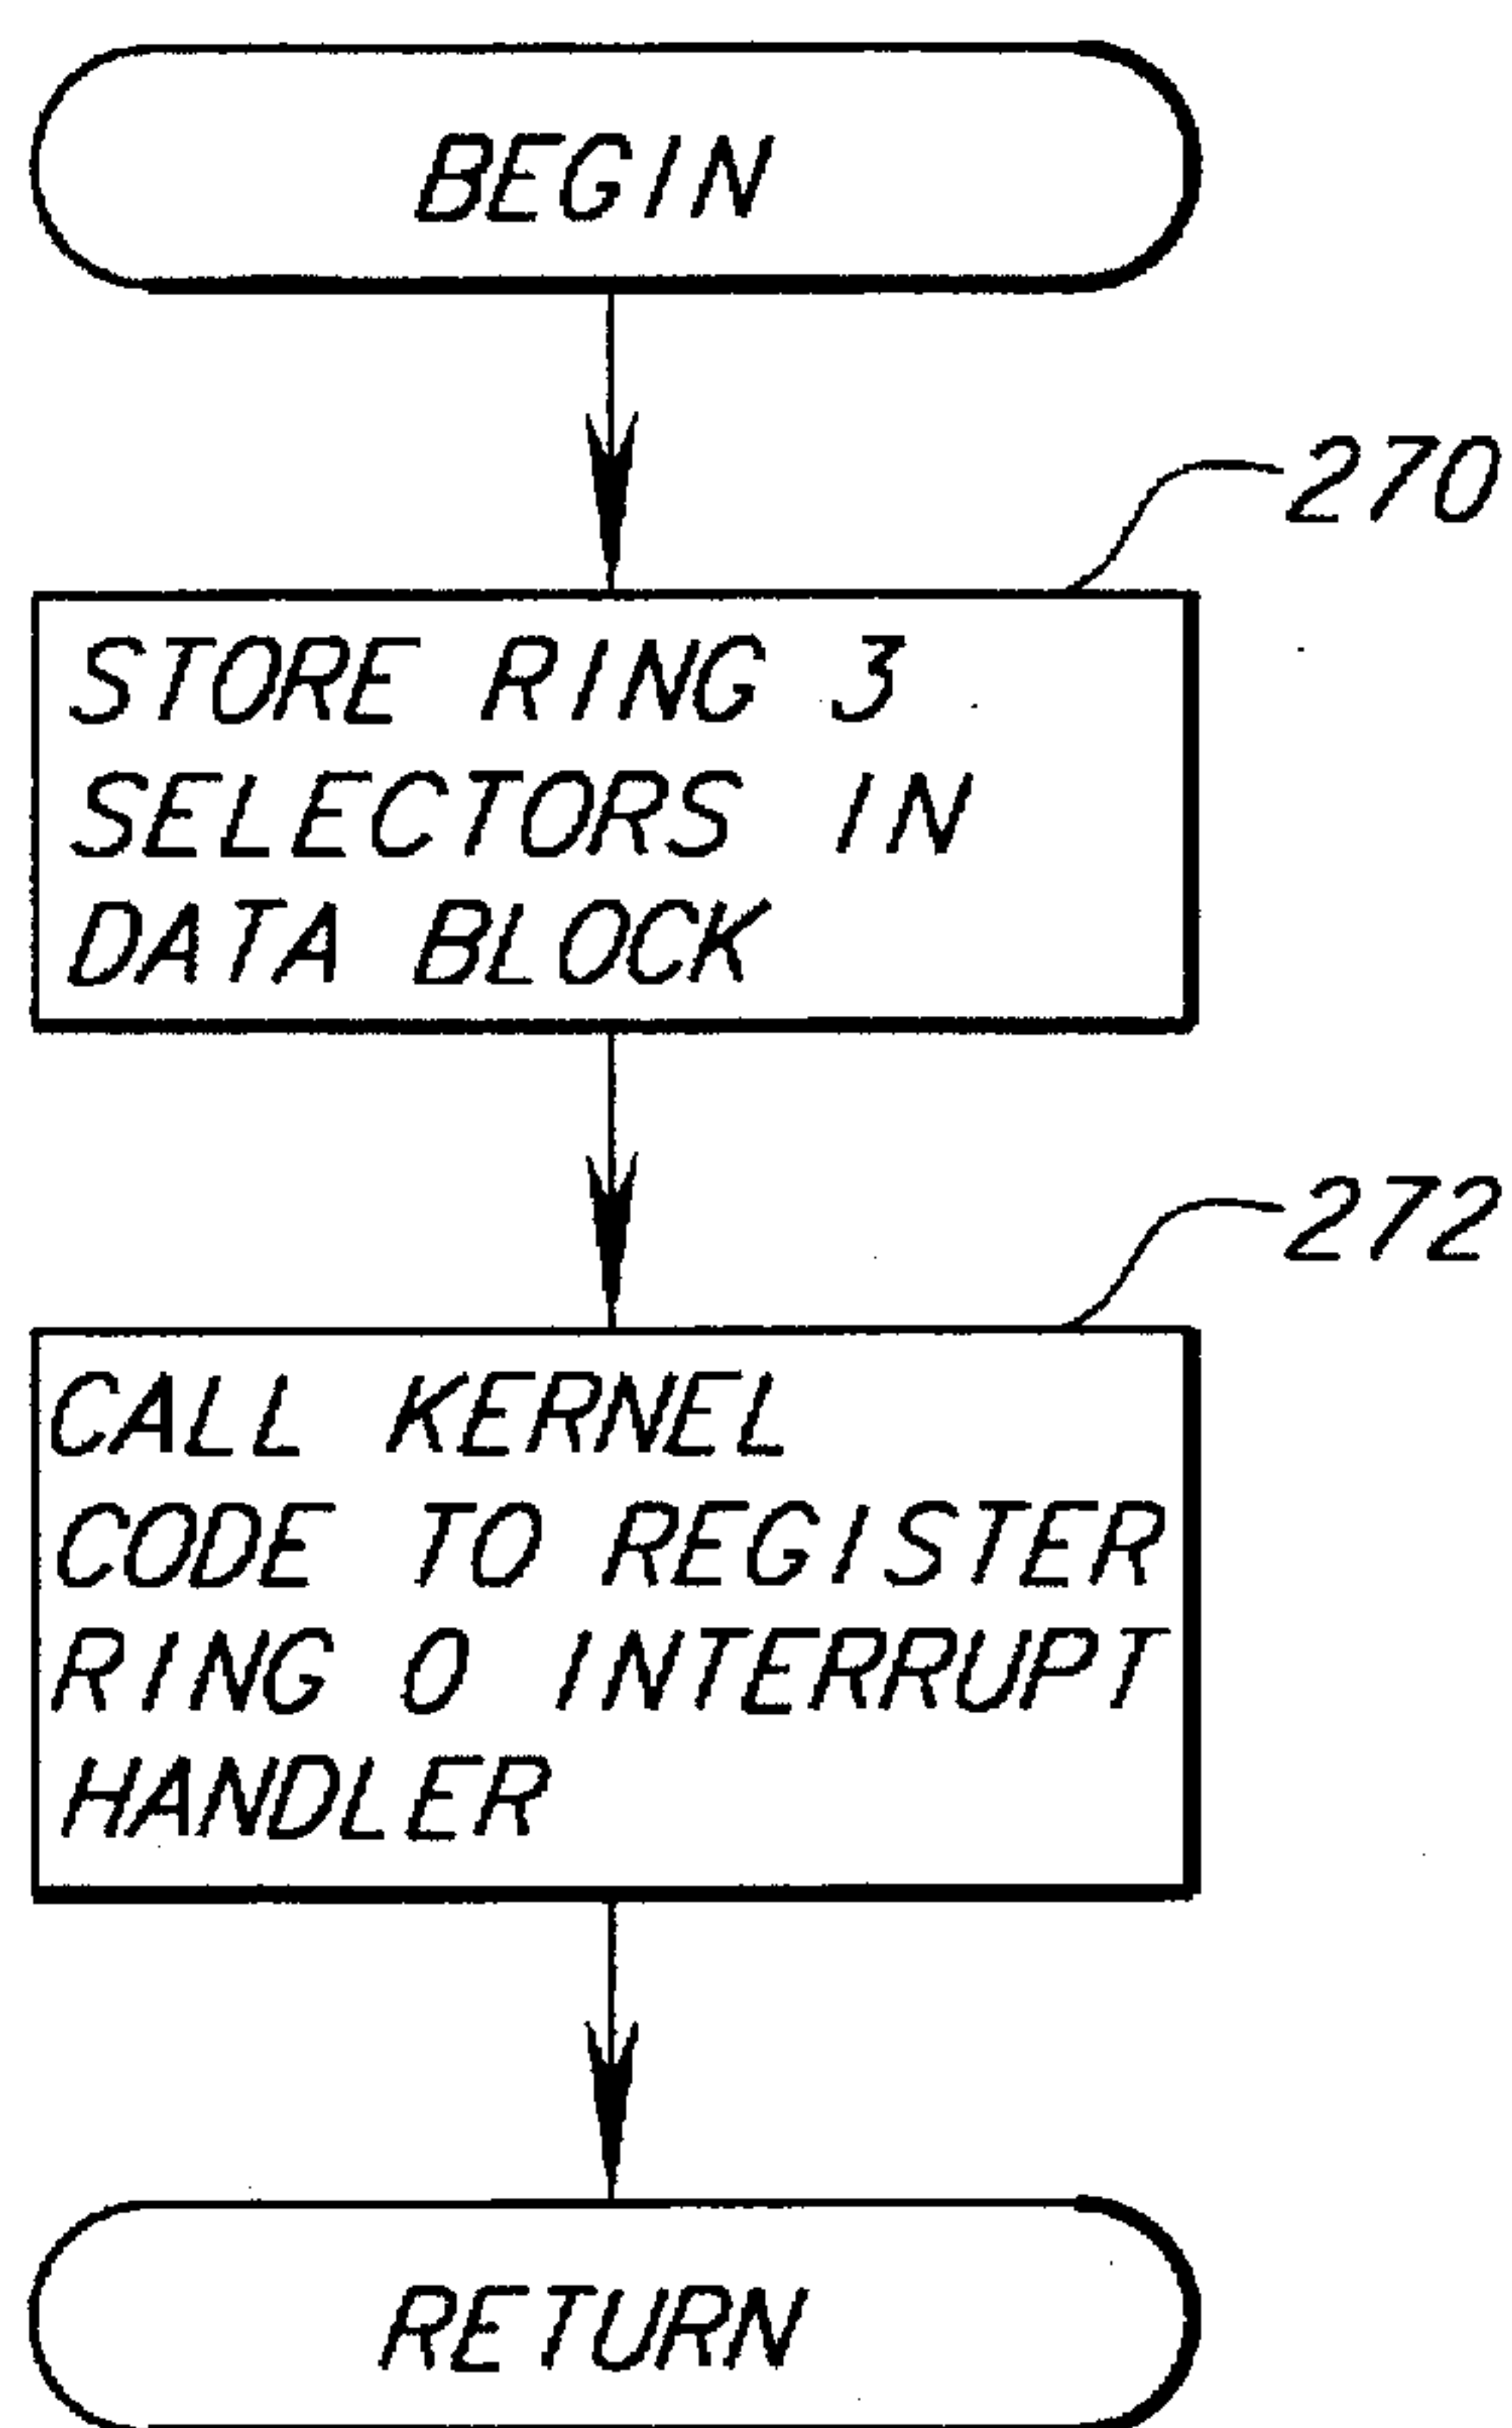 BEGIN
270
STORE RING 3
SELECTORS IN
DATA BLOCK
272
CALL KERNEL
CODE TO REGISTER
RING 0 INTERRUPT
HANDLER
RETURN